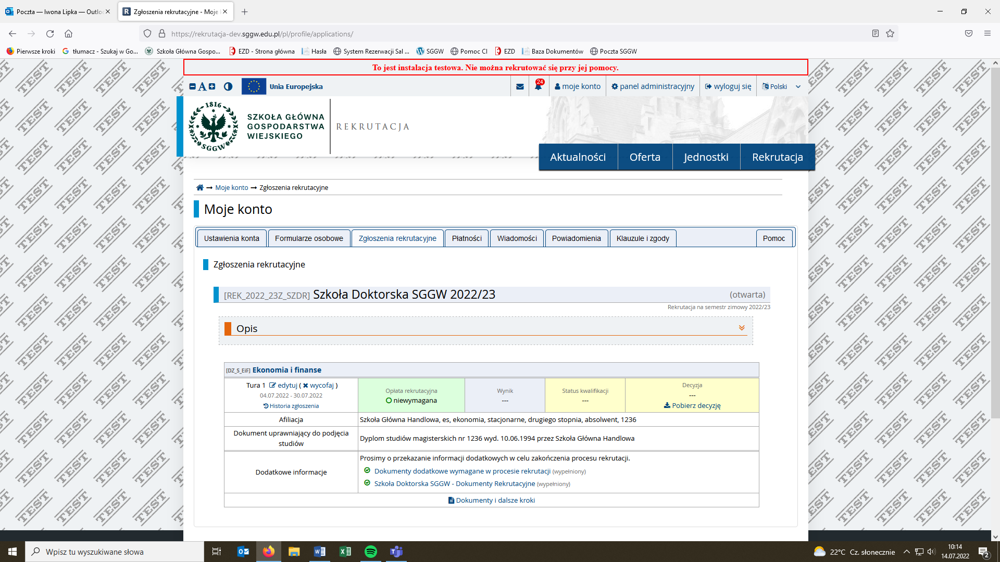 Poczta — Iwona Lipka — Outlo
Zgłoszenia rekrutacyjne - Moje
https://rekrutacja-dev.sggw.edu.pl/pl/profile/applications/
Pierwsze kroki
tłumacz - Szukaj w Go...
Szkoła Główna Gospo...
EZD - Strona główna
Hasła
System Rezerwacji Sal ...
SGGW
Pomoc CI
EZD
Baza Dokumentów
Poczta SGGW
To jest instalacja testowa. Nie można rekrutować się przy jej pomocy.
A
Unia Europejska
24
moje konto
panel administracyjny
wyloguj się
Polski
1816
SGGW
SZKOŁA GŁÓWNA
GOSPODARSTWA
WIEJSKIEGO
REKRUTACJA
Aktualności
Oferta
Jednostki
Rekrutacja
Moje konto
Zgłoszenia rekrutacyjne
Moje konto
Ustawienia konta
Formularze osobowe
Zgłoszenia rekrutacyjne
Płatności
Wiadomości
Powiadomienia
Klauzule i zgody
Pomoc
Zgłoszenia rekrutacyjne
[REK_2022_23Z_SZDR] Szkoła Doktorska SGGW 2022/23 (otwarta)
Rekrutacja na semestr zimowy 2022/23
Opis
[DZ_S_EiF] Ekonomia i finanse
Tura 1 edytuj ( wycofaj )
04.07.2022 - 30.07.2022
Historia zgłoszenia
Opłata rekrutacyjna
niewymagana
Wynik
---
Status kwalifikacji
---
Decyzja
---
Pobierz decyzję
Afiliacja
Szkoła Główna Handlowa, es, ekonomia, stacjonarne, drugiego stopnia, absolwent, 1236
Dokument uprawniający do podjęcia
studiów
Dyplom studiów magisterskich nr 1236 wyd. 10.06.1994 przez Szkoła Główna Handlowa
Dodatkowe informacje
Prosimy o przekazanie informacji dodatkowych w celu zakończenia procesu rekrutacji.
Dokumenty dodatkowe wymagane w procesie rekrutacji (wypełniony)
Szkoła Doktorska SGGW - Dokumenty Rekrutacyjne (wypełniony)
Dokumenty i dalsze kroki
TEST
Wpisz tu wyszukiwane słowa
22°C Cz. słonecznie
10:14
14.07.2022
2